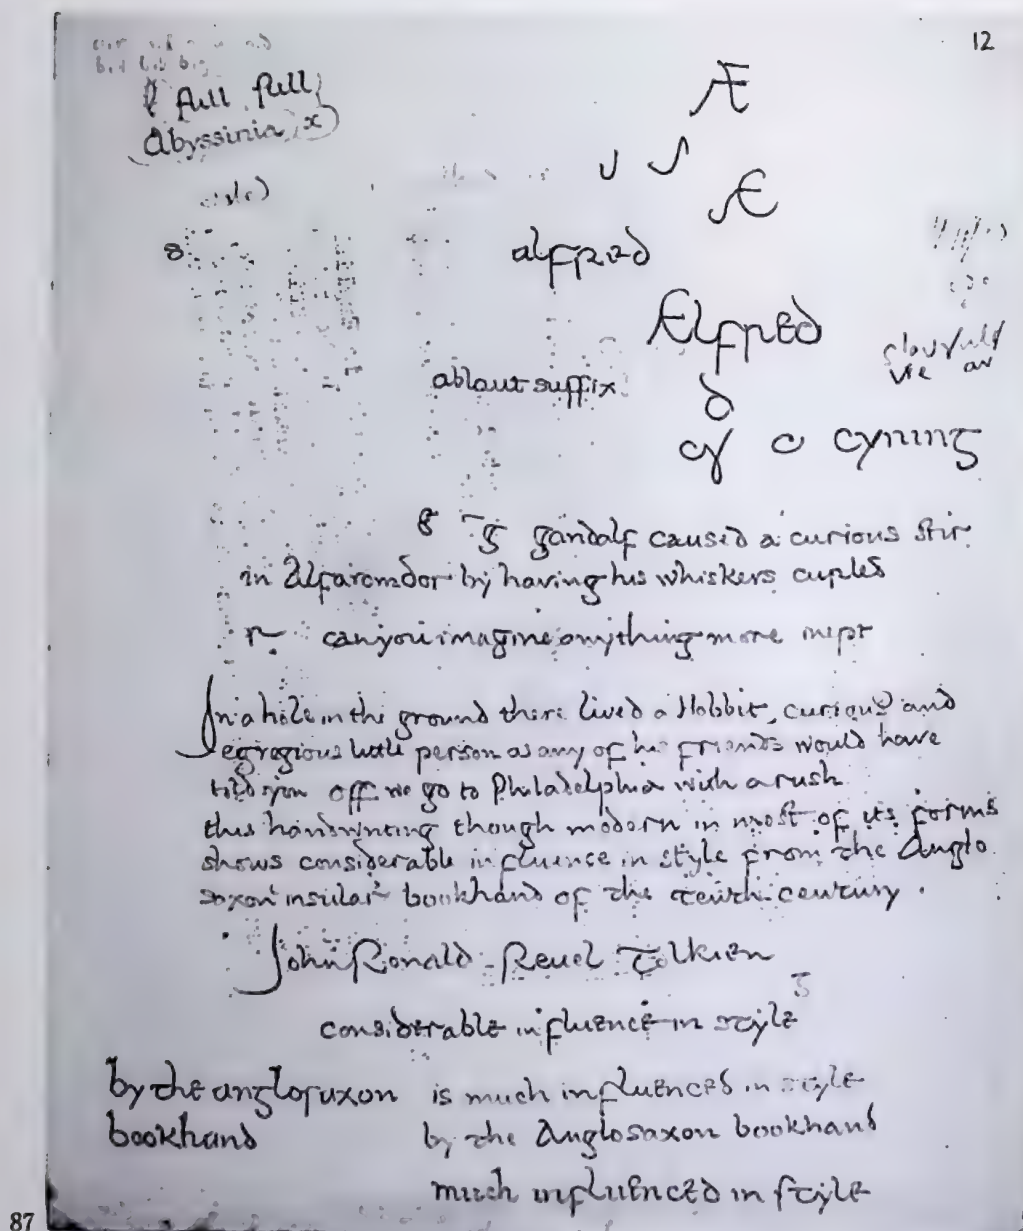 12
full full
Abyssinia x
Æ
Æ
alfred
Ælfred
ablaut suffix
d
cy c cyning
g g gandalf caused a curious stir
in Alfaromdor by having his whiskers curled
r can you imagine anything more inept
In a hole in the ground there lived a Hobbit, curious and
egregious little person as any of his friends would have
told you off we go to Philadelphia with a rush
this handwriting though modern in most of its forms
shows considerable influence in style from the Anglo
saxon insular bookhand of the tenth century.
John Ronald Reuel Tolkien
considerable influence in style
by the anglosaxon is much influenced in style
bookhand by the Anglosaxon bookhand
much influenced in style
87